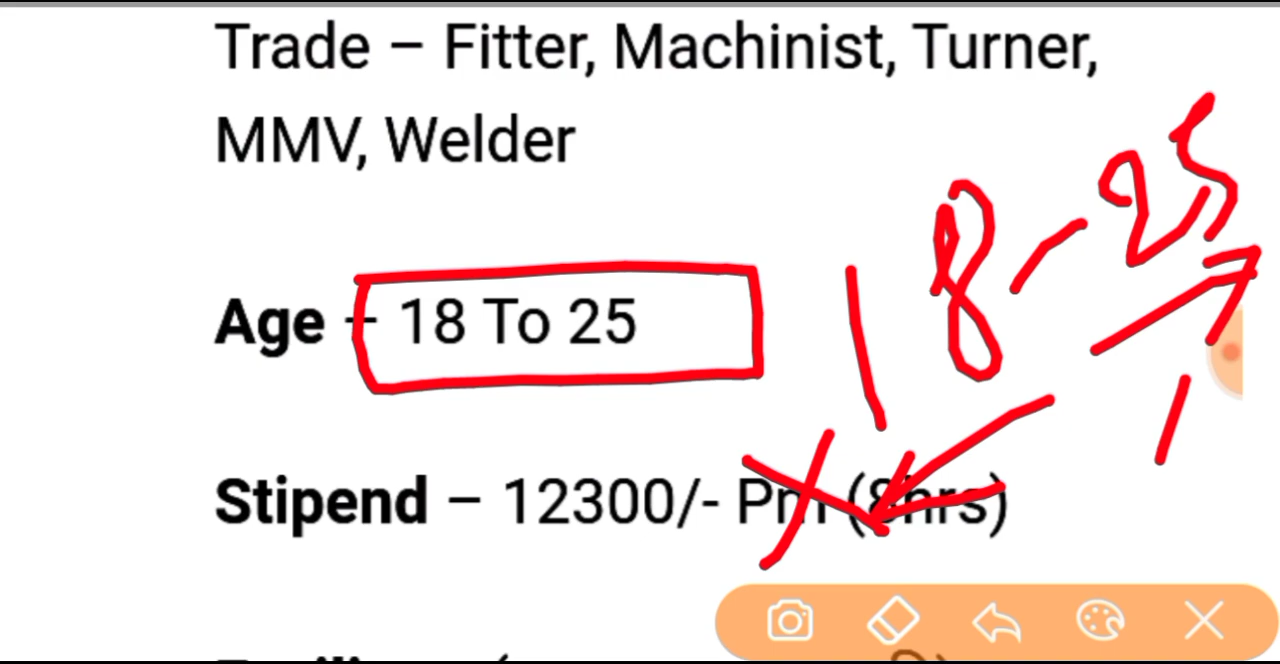 Trade – Fitter, Machinist, Turner,
MMV, Welder
18-25
Age – 18 To 25
Stipend – 12300/- Pm (8hrs)